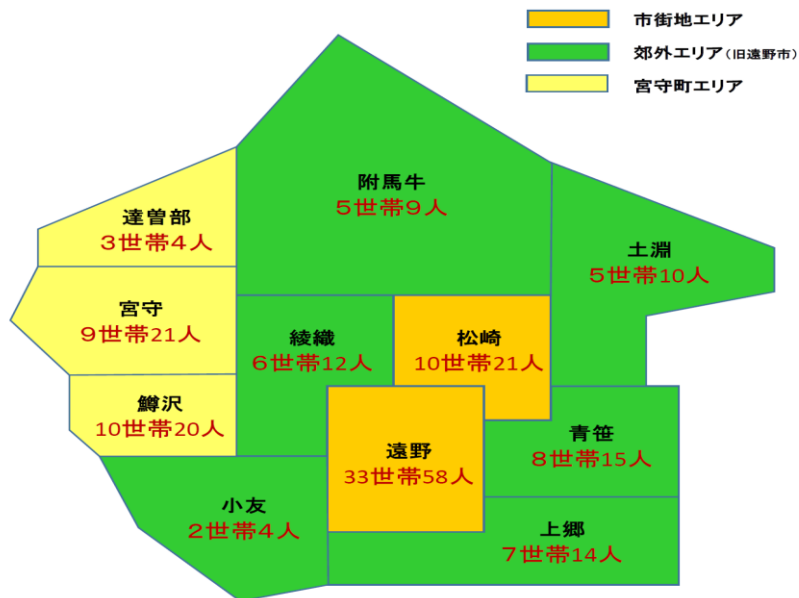 市街地エリア
郊外エリア(旧遠野市)
宮守町エリア
附馬牛
5世帯9人
達曽部
3世帯4人
土淵
5世帯10人
宮守
9世帯21人
綾織
6世帯12人
松崎
10世帯21人
鱒沢
10世帯20人
遠野
33世帯58人
青笹
8世帯15人
小友
2世帯4人
上郷
7世帯14人